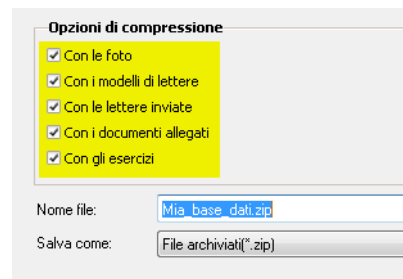 Opzioni di compressione
Con le foto
Con i modelli di lettere
Con le lettere inviate
Con i documenti allegati
Con gli esercizi
Nome file: Mia_base_dati.zip
Salva come: File archiviati(*.zip)